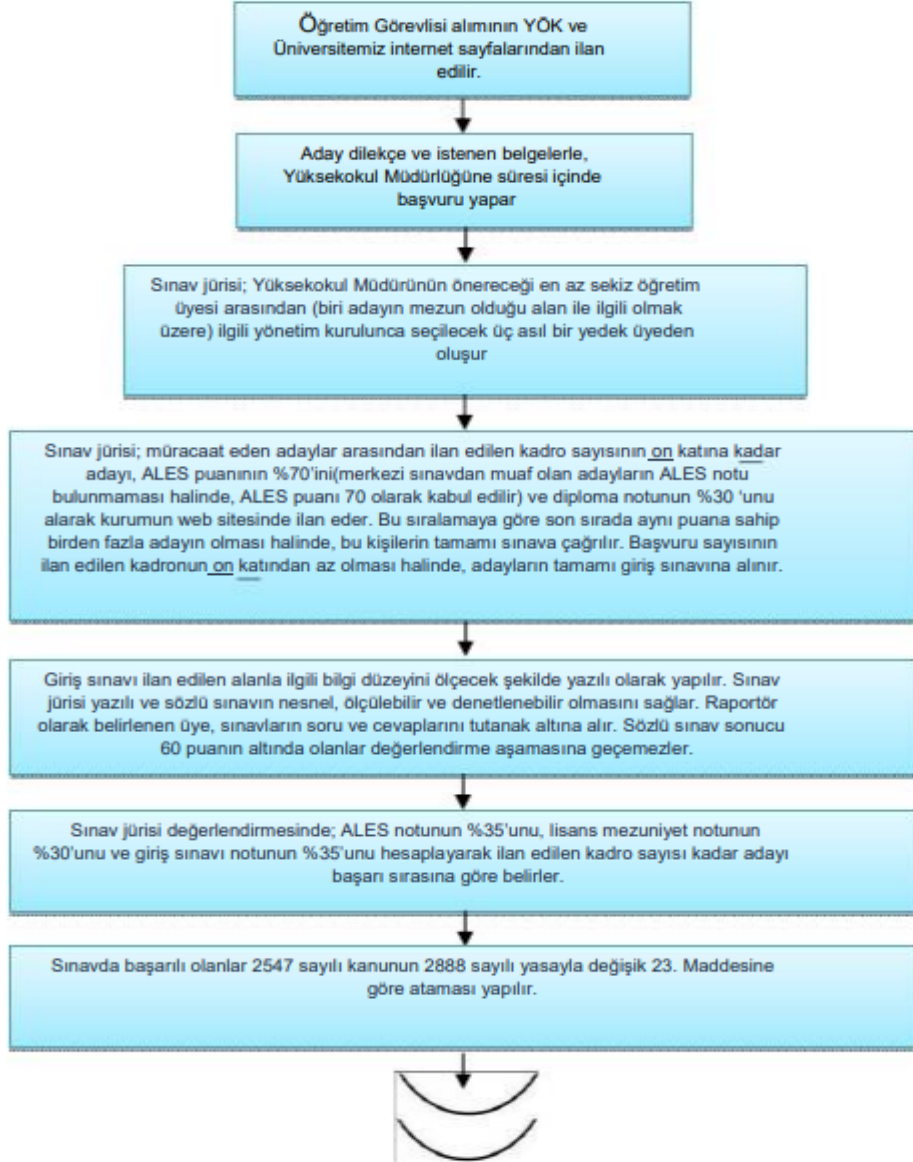 Öğretim Görevlisi alımının YÖK ve
Üniversitemiz internet sayfalarından ilan
edilir.
Aday dilekçe ve istenen belgelerle,
Yüksekokul Müdürlüğüne süresi içinde
başvuru yapar
Sınav jürisi; Yüksekokul Müdürünün önereceği en az sekiz öğretim
üyesi arasından (biri adayın mezun olduğu alan ile ilgili olmak
üzere) ilgili yönetim kurulunca seçilecek üç asıl bir yedek üyeden
oluşur
Sınav jürisi; müracaat eden adaylar arasından ilan edilen kadro sayısının on katına kadar
adayı, ALES puanının %70'ini(merkezi sınavdan muaf olan adayların ALES notu
bulunmaması halinde, ALES puanı 70 olarak kabul edilir) ve diploma notunun %30 'unu
alarak kurumun web sitesinde ilan eder. Bu sıralamaya göre son sırada aynı puana sahip
birden fazla adayın olması halinde, bu kişilerin tamamı sınava çağrılır. Başvuru sayısının
ilan edilen kadronun on katından az olması halinde, adayların tamamı giriş sınavına alınır.
Giriş sınavı ilan edilen alanla ilgili bilgi düzeyini ölçecek şekilde yazılı olarak yapılır. Sınav
jürisi yazılı ve sözlü sınavın nesnel, ölçülebilir ve denetlenebilir olmasını sağlar. Raportör
olarak belirlenen üye, sınavların soru ve cevaplarını tutanak altına alır. Sözlü sınav sonucu
60 puanın altında olanlar değerlendirme aşamasına geçemezler.
Sınav jürisi değerlendirmesinde; ALES notunun %35'unu, lisans mezuniyet notunun
%30'unu ve giriş sınavı notunun %35'unu hesaplayarak ilan edilen kadro sayısı kadar adayı
başarı sırasına göre belirler.
Sınavda başarılı olanlar 2547 sayılı kanunun 2888 sayılı yasayla değişik 23. Maddesine
göre ataması yapılır.